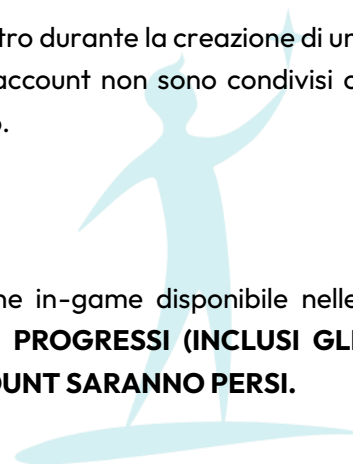 tro durante la creazione di un
account non sono condivisi
.
ne in-game disponibile nelle
PROGRESSI (INCLUSI GLI
UNT SARANNO PERSI.